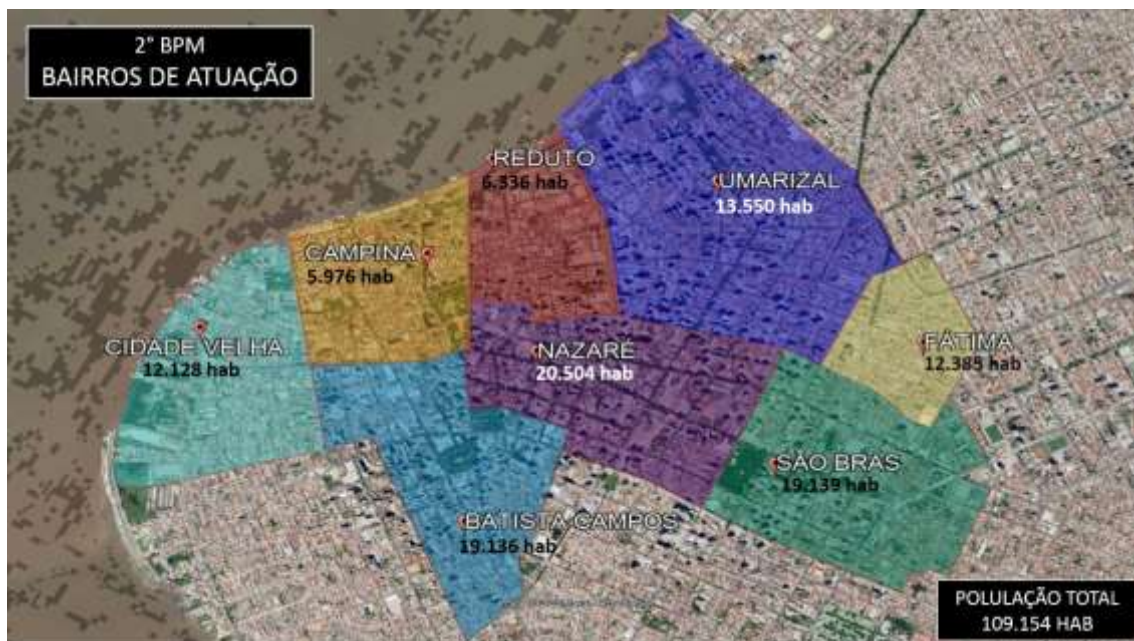 2° BPM
BAIRROS DE ATUAÇÃO
REDUTO
6.336 hab
UMARIZAL
13.550 hab
CAMPINA
5.976 hab
CIDADE VELHA
12.128 hab
NAZARÉ
20.504 hab
FÁTIMA
12.385 hab
SÃO BRAS
19.139 hab
BATISTA CAMPOS
19.136 hab
POLULAÇÃO TOTAL
109.154 HAB